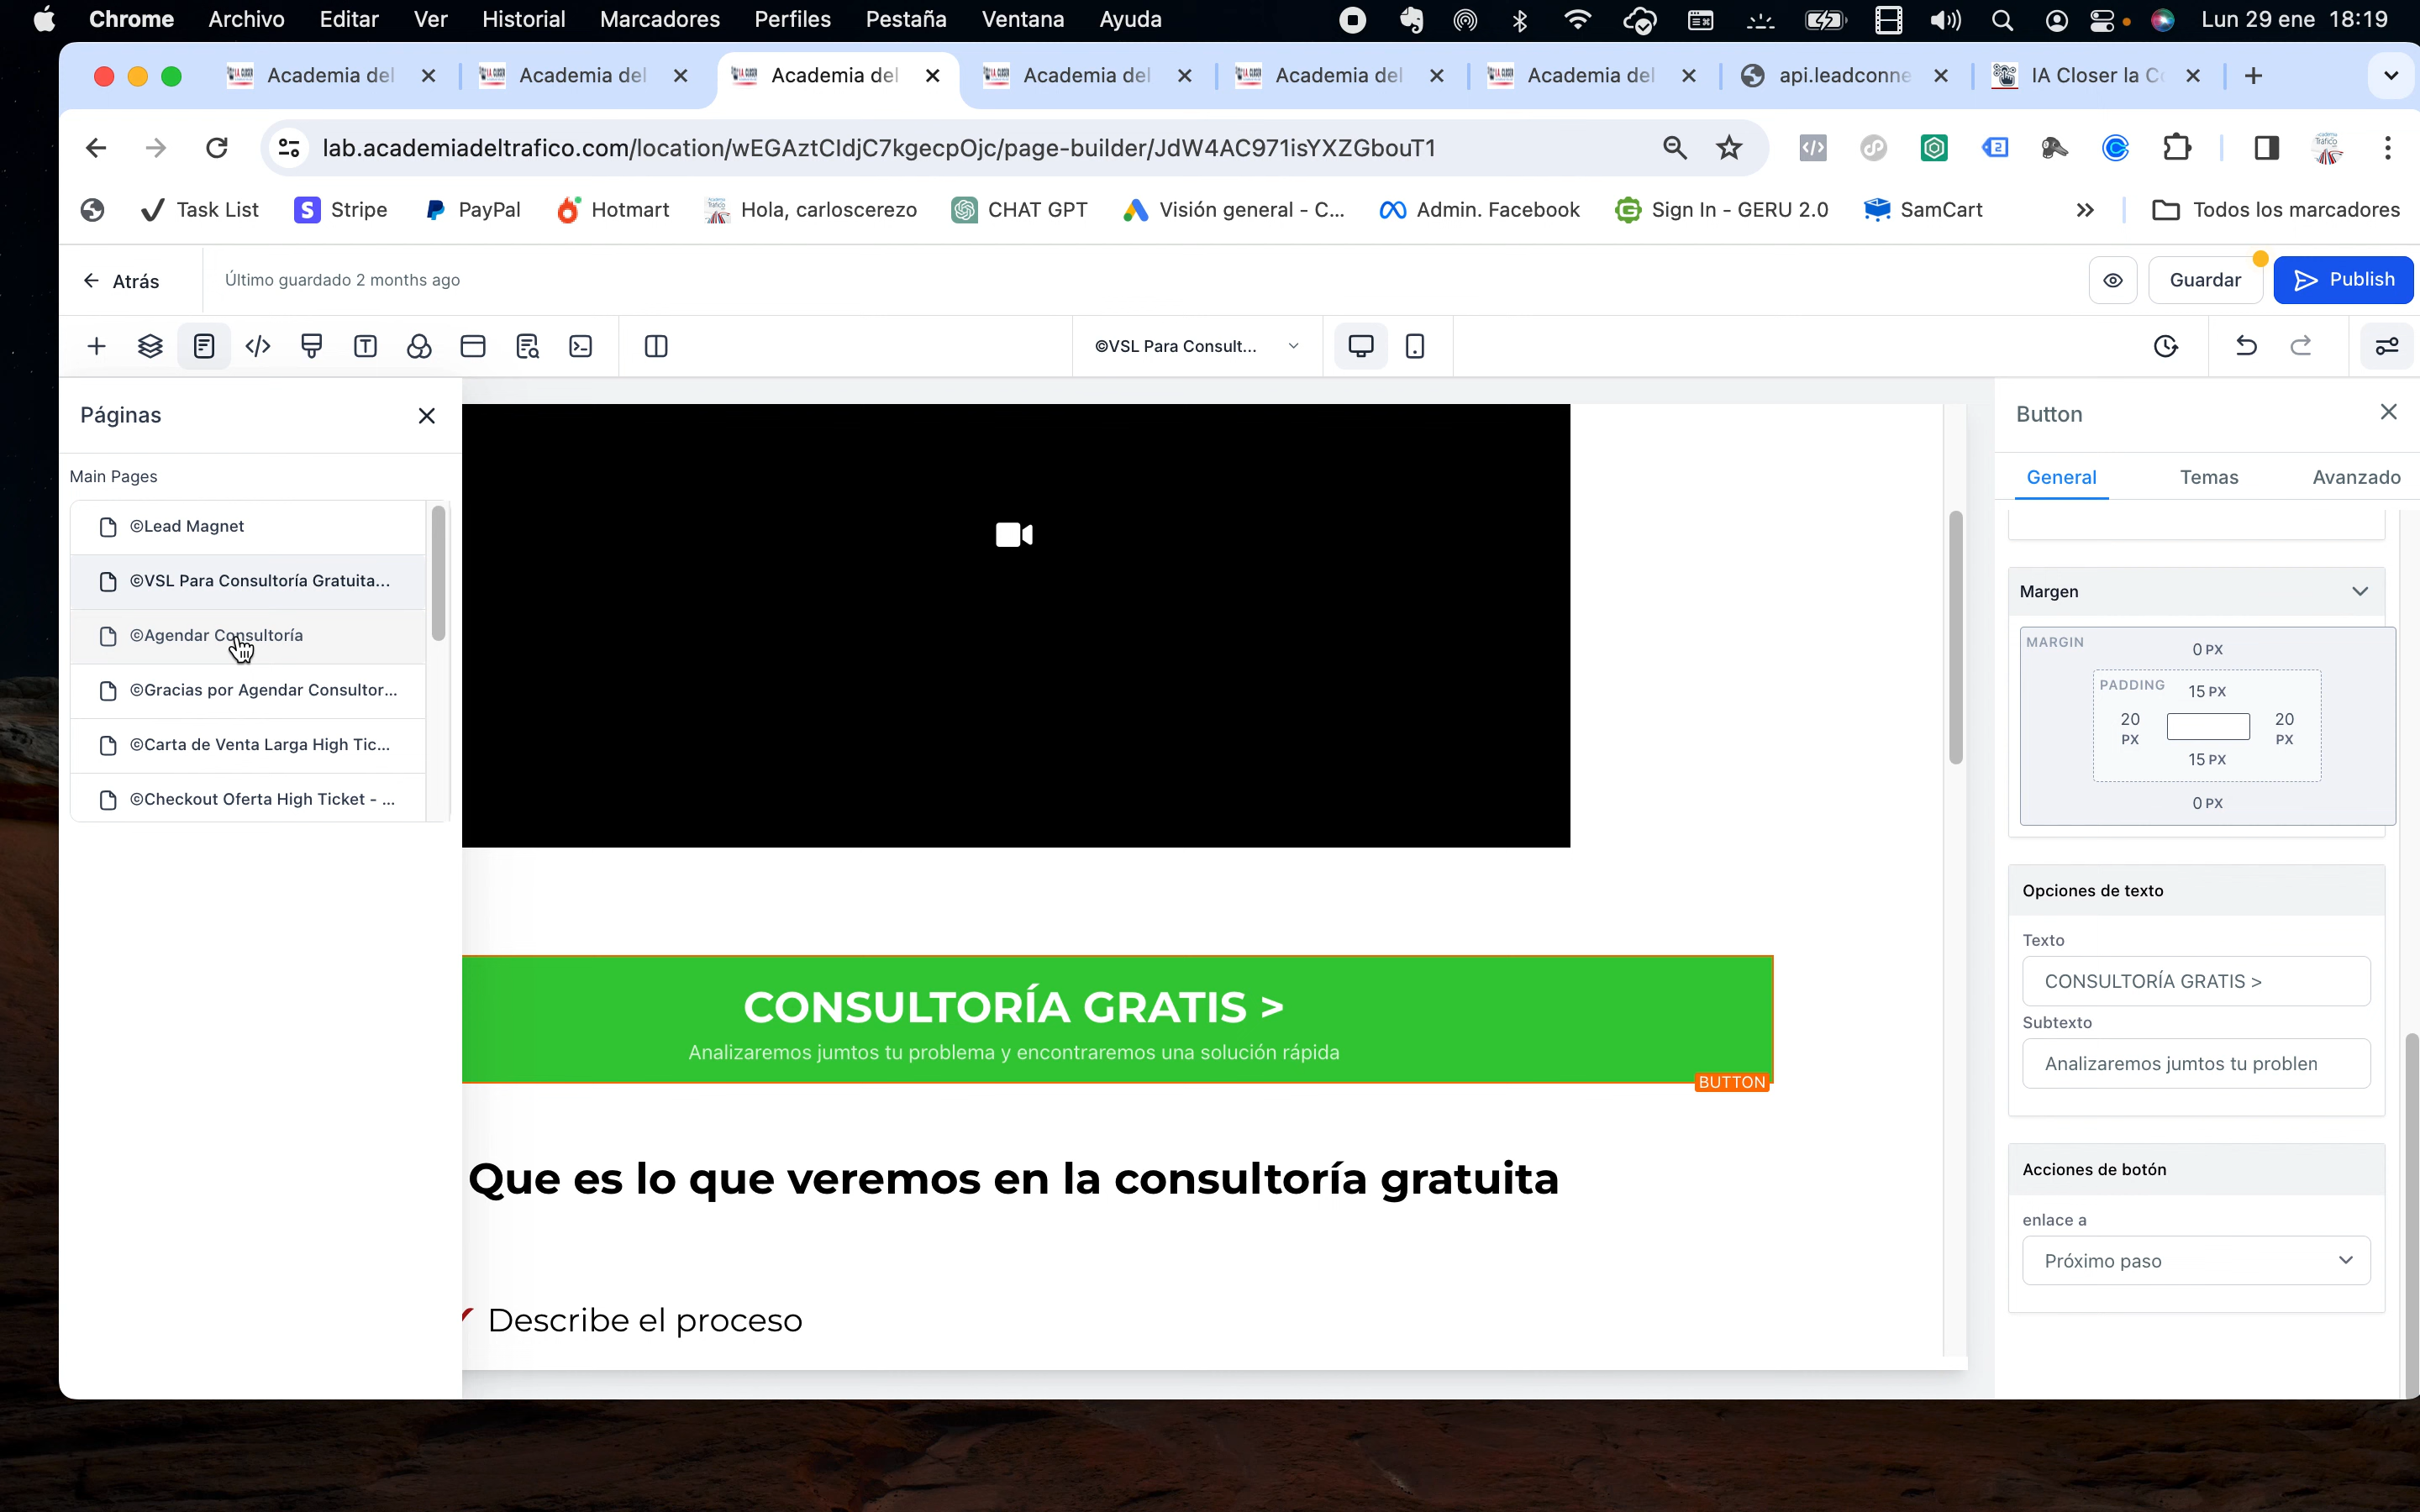 Chrome Archivo Editar Ver Historial Marcadores Perfiles Pestaña Ventana Ayuda Lun 29 ene 18:19
Academia del Academia del Academia del Academia del Academia del Academia del api.leadconne IA Closer la C
lab.academiadeltrafico.com/location/wEGAztCIdjC7kgecpOjc/page-builder/JdW4AC971isYXZGbouT1
Task List Stripe PayPal Hotmart Hola, carloscerezo CHAT GPT Visión general - C... Admin. Facebook Sign In - GERU 2.0 SamCart » Todos los marcadores
Atrás Último guardado 2 months ago Guardar Publish
©VSL Para Consult...
Páginas
Main Pages
©Lead Magnet
©VSL Para Consultoría Gratuita...
©Agendar Consultoría
©Gracias por Agendar Consultor...
©Carta de Venta Larga High Tic...
©Checkout Oferta High Ticket - ...
CONSULTORÍA GRATIS >
Analizaremos jumtos tu problema y encontraremos una solución rápida
BUTTON
Que es lo que veremos en la consultoría gratuita
Describe el proceso
Button
General Temas Avanzado
Margen
MARGIN
0 PX
PADDING 15 PX
20 PX 20 PX
15 PX
0 PX
Opciones de texto
Texto
CONSULTORÍA GRATIS >
Subtexto
Analizaremos jumtos tu problen
Acciones de botón
enlace a
Próximo paso